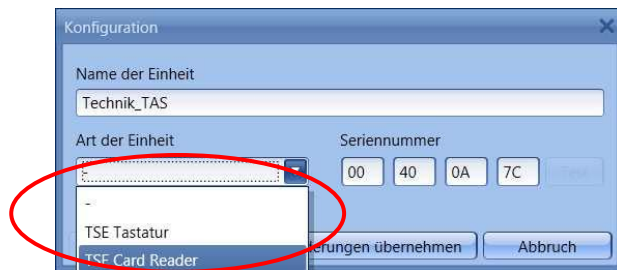 Konfiguration
Name der Einheit
Technik_TAS
Art der Einheit Seriennummer
- 00 40 0A 7C
-
TSE Tastatur
TSE Card Reader
übernehmen Abbruch